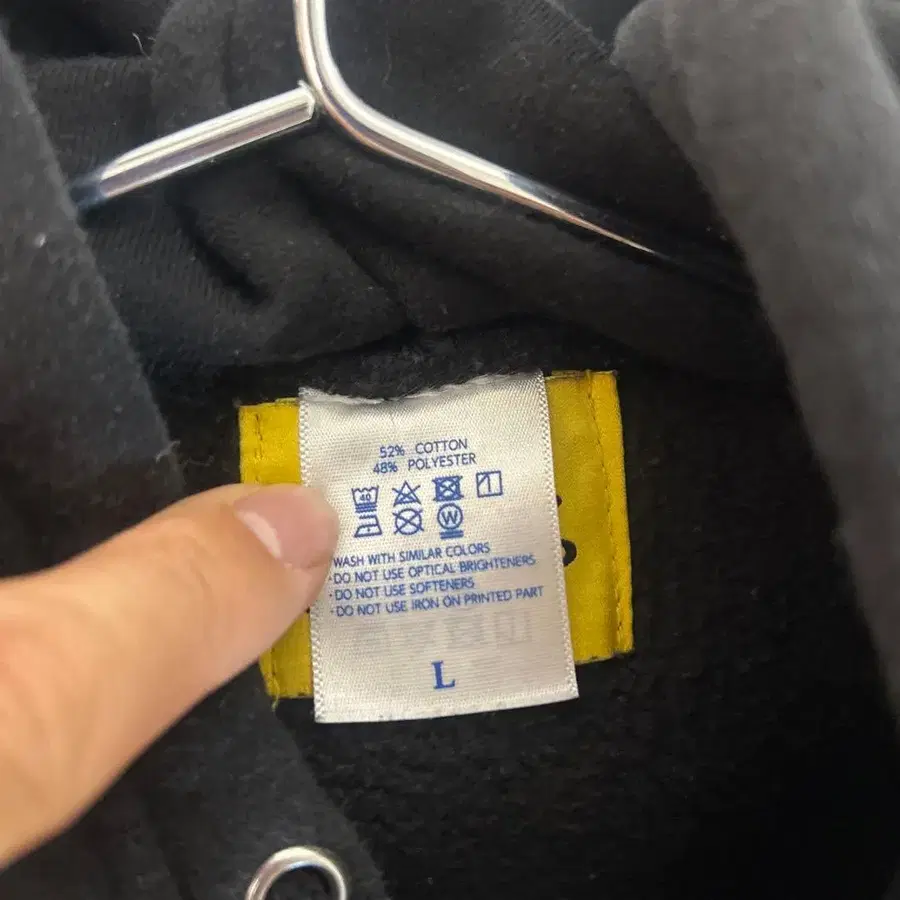 52% COTTON
48% POLYESTER
40
W
WASH WITH SIMILAR COLORS
·DO NOT USE OPTICAL BRIGHTENERS
·DO NOT USE SOFTENERS
·DO NOT USE IRON ON PRINTED PART
L